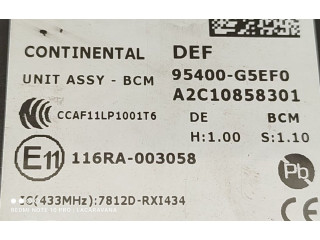 CONTINENTAL DEF
UNIT ASSY - BCM 95400-G5EF0
A2C10858301
CCAF11LP1001T6 DE BCM
H:1.00 S:1.10
E11 116RA-003058 Pb
IC(433MHz):7812D-RXI434